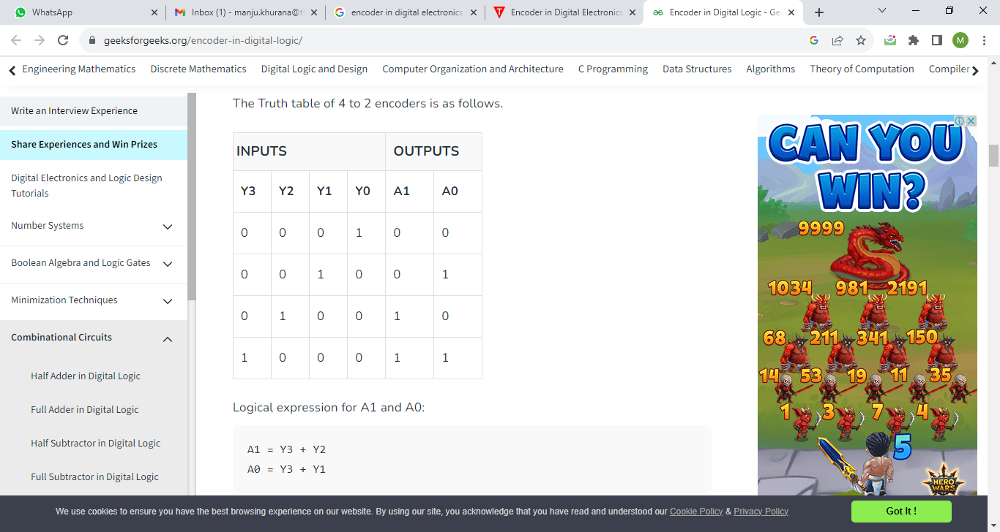 WhatsApp
Inbox (1) - manju.khurana@t
encoder in digital electronics
Encoder in Digital Electronics
Encoder in Digital Logic - Ge
geeksforgeeks.org/encoder-in-digital-logic/
M
Engineering Mathematics Discrete Mathematics Digital Logic and Design Computer Organization and Architecture C Programming Data Structures Algorithms Theory of Computation Compiler
Write an Interview Experience
Share Experiences and Win Prizes
Digital Electronics and Logic Design
Tutorials
Number Systems
Boolean Algebra and Logic Gates
Minimization Techniques
Combinational Circuits
Half Adder in Digital Logic
Full Adder in Digital Logic
Half Subtractor in Digital Logic
Full Subtractor in Digital Logic
The Truth table of 4 to 2 encoders is as follows.
INPUTS OUTPUTS
Y3 Y2 Y1 Y0 A1 A0
0 0 0 1 0 0
0 0 1 0 0 1
0 1 0 0 1 0
1 0 0 0 1 1
Logical expression for A1 and A0:
A1 = Y3 + Y2
A0 = Y3 + Y1
CAN YOU
WIN?
9999
1034 981 2191
68 211 341 150
14 53 19 11 35
1 3 7 4
5
HERO
WARS
We use cookies to ensure you have the best browsing experience on our website. By using our site, you acknowledge that you have read and understood our Cookie Policy & Privacy Policy
Got It !